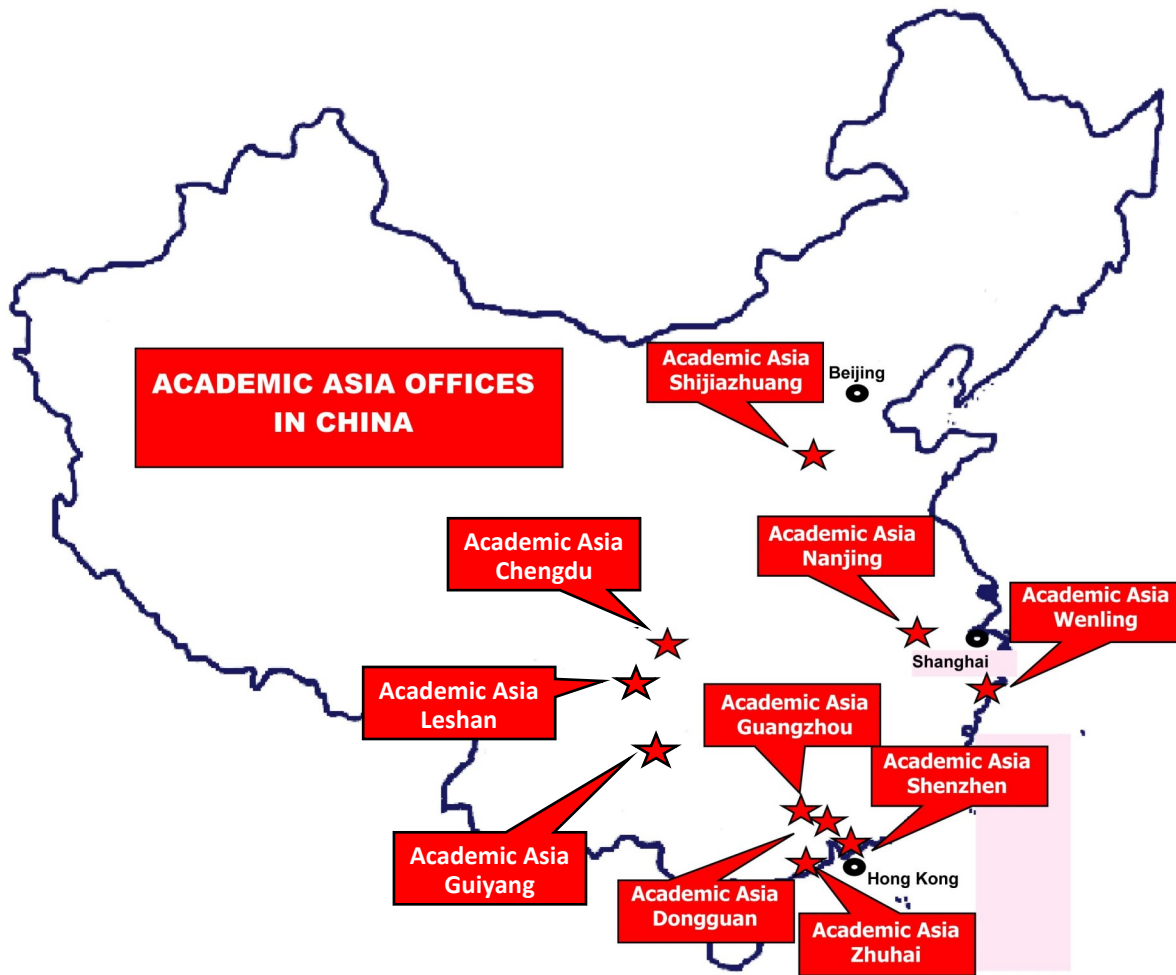 ACADEMIC ASIA OFFICES
IN CHINA
Academic Asia
Shijiazhuang
Beijing
Academic Asia
Chengdu
Academic Asia
Nanjing
Academic Asia
Wenling
Shanghai
Academic Asia
Leshan
Academic Asia
Guangzhou
Academic Asia
Shenzhen
Academic Asia
Guiyang
Hong Kong
Academic Asia
Dongguan
Academic Asia
Zhuhai